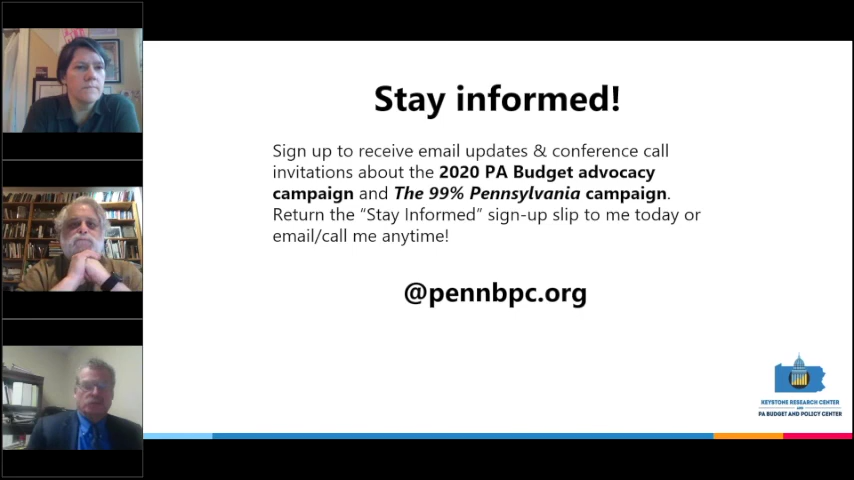 Stay informed!
Sign up to receive email updates & conference call
invitations about the 2020 PA Budget advocacy
campaign and The 99% Pennsylvania campaign.
Return the “Stay Informed” sign-up slip to me today or
email/call me anytime!
@pennbpc.org
KEYSTONE RESEARCH CENTER
AND
PA BUDGET AND POLICY CENTER